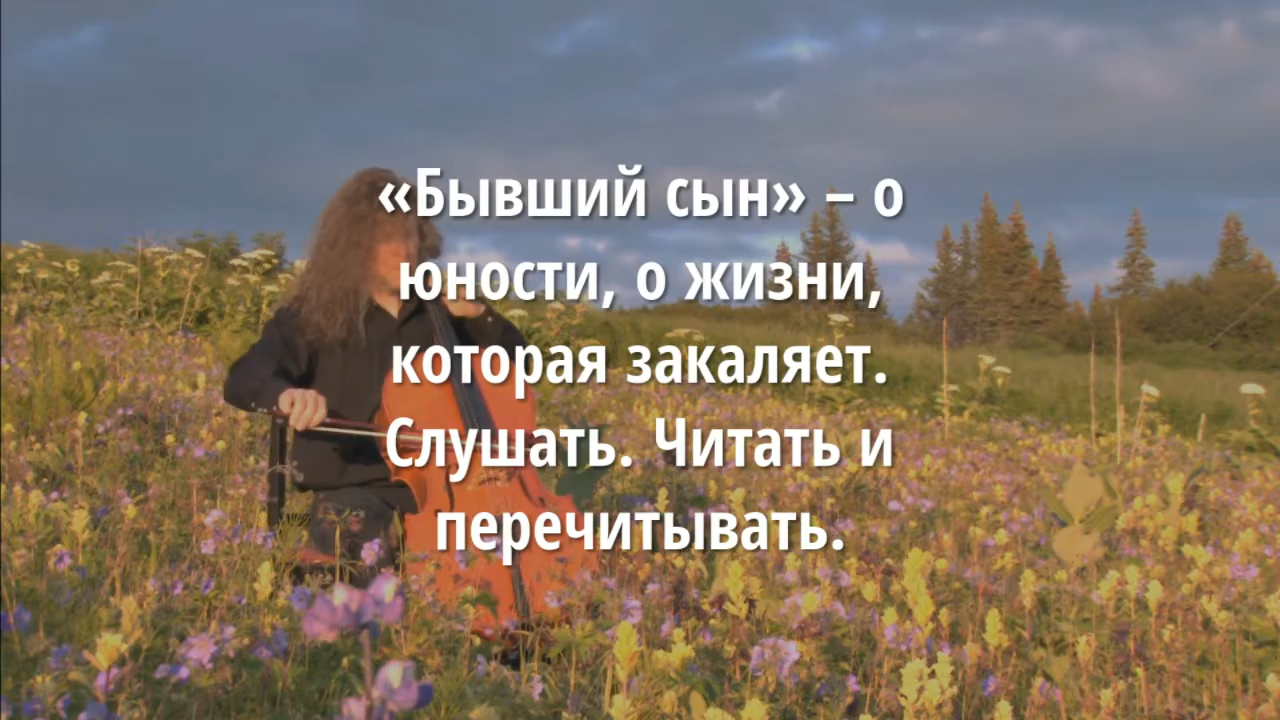 «Бывший сын» – о
юности, о жизни,
которая закаляет.
Слушать. Читать и
перечитывать.